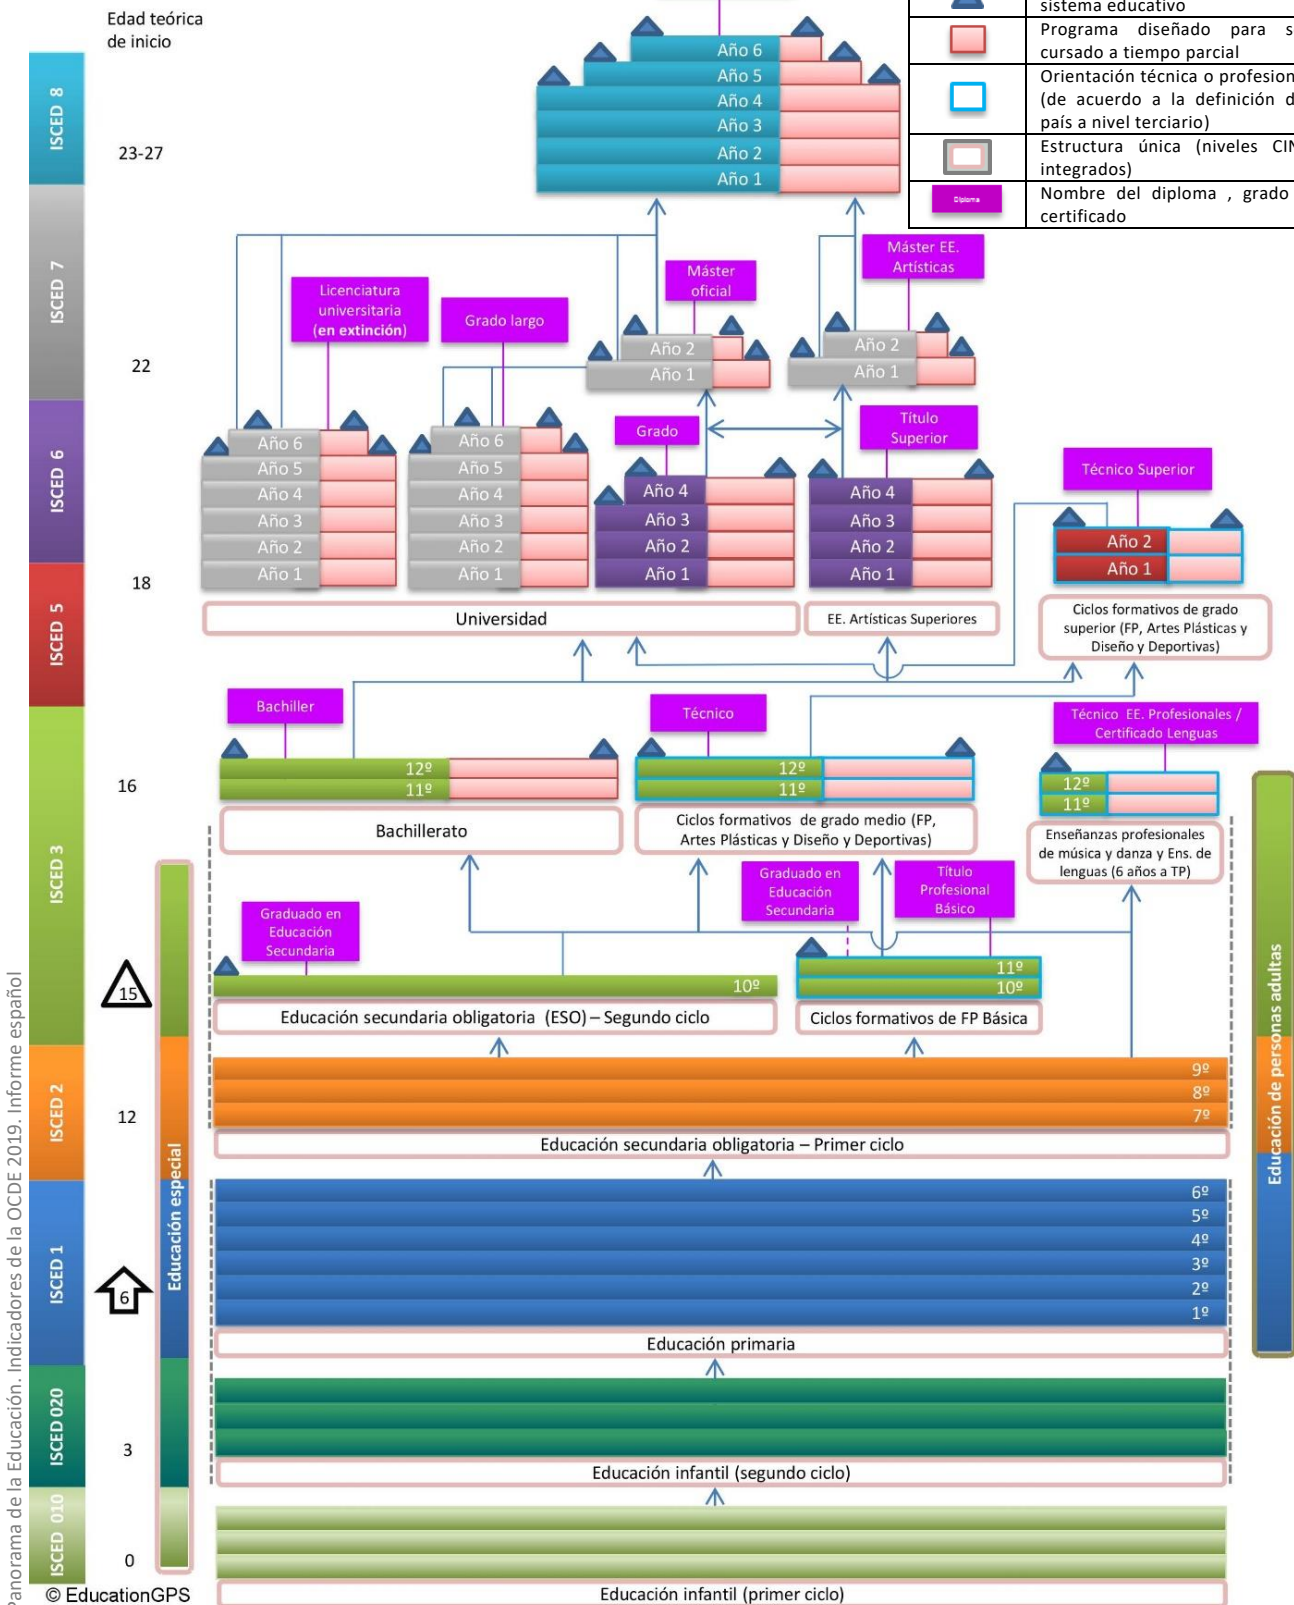 Edad teórica
de inicio
sistema educativo
Programa diseñado para s
cursado a tiempo parcial
Orientación técnica o profesion
(de acuerdo a la definición d
país a nivel terciario)
Estructura única (niveles CIN
integrados)
Diploma
Nombre del diploma , grado
certificado
ISCED 8
23-27
Año 6
Año 5
Año 4
Año 3
Año 2
Año 1
ISCED 7
22
Licenciatura
universitaria
(en extinción)
Grado largo
Máster
oficial
Máster EE.
Artísticas
Año 2
Año 1
Año 2
Año 1
ISCED 6
Grado
Título
Superior
Técnico Superior
Año 6
Año 5
Año 4
Año 3
Año 2
Año 1
Año 6
Año 5
Año 4
Año 3
Año 2
Año 1
Año 4
Año 3
Año 2
Año 1
Año 4
Año 3
Año 2
Año 1
Año 2
Año 1
18
ISCED 5
Universidad
EE. Artísticas Superiores
Ciclos formativos de grado
superior (FP, Artes Plásticas y
Diseño y Deportivas)
Bachiller
Técnico
Técnico EE. Profesionales /
Certificado Lenguas
16
12º
11º
12º
11º
12º
11º
Bachillerato
Ciclos formativos de grado medio (FP,
Artes Plásticas y Diseño y Deportivas)
Enseñanzas profesionales
de música y danza y Ens. de
lenguas (6 años a TP)
ISCED 3
Graduado en
Educación
Secundaria
Graduado en
Educación
Secundaria
Título
Profesional
Básico
15
10º
11º
10º
Educación secundaria obligatoria (ESO) – Segundo ciclo
Ciclos formativos de FP Básica
ISCED 2
12
9º
8º
7º
Educación secundaria obligatoria – Primer ciclo
ISCED 1
6
6º
5º
4º
3º
2º
1º
Educación primaria
ISCED 020
3
Educación infantil (segundo ciclo)
ISCED 010
0
Educación infantil (primer ciclo)
Educación especial
Educación de personas adultas
© EducationGPS
Panorama de la Educación. Indicadores de la OCDE 2019. Informe español